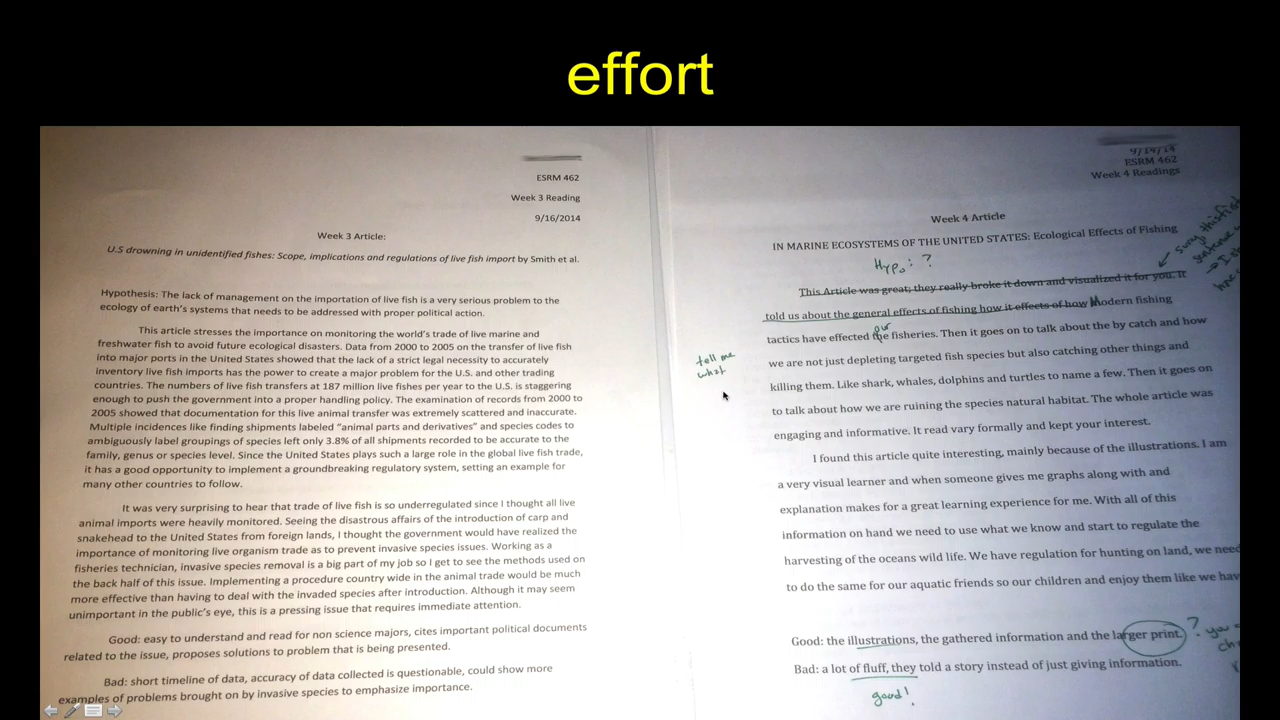 effort
ESRM 462
Week 3 Reading
9/16/2014
Week 3 Article:
U.S drowning in unidentified fishes: Scope, implications and regulations of live fish import by Smith et al.
Hypothesis: The lack of management on the importation of live fish is a very serious problem to the
ecology of earth's systems that needs to be addressed with proper political action.
This article stresses the importance on monitoring the world's trade of live marine and
freshwater fish to avoid future ecological disasters. Data from 2000 to 2005 on the transfer of live fish
into major ports in the United States showed that the lack of a strict legal necessity to accurately
inventory live fish imports has the power to create a major problem for the U.S. and other trading
countries. The numbers of live fish transfers at 187 million live fishes per year to the U.S. is staggering
enough to push the government into a proper handling policy. The examination of records from 2000 to
2005 showed that documentation for this live animal transfer was extremely scattered and inaccurate.
Multiple incidences like finding shipments labeled "animal parts and derivatives" and species codes to
ambiguously label groupings of species left only 3.8% of all shipments recorded to be accurate to the
family, genus or species level. Since the United States plays such a large role in the global live fish trade,
it has a good opportunity to implement a groundbreaking regulatory system, setting an example for
many other countries to follow.
It was very surprising to hear that trade of live fish is so underregulated since I thought all live
animal imports were heavily monitored. Seeing the disastrous affairs of the introduction of carp and
snakehead to the United States from foreign lands, I thought the government would have realized the
importance of monitoring live organism trade as to prevent invasive species issues. Working as a
fisheries technician, invasive species removal is a big part of my job so I get to see the methods used on
the back half of this issue. Implementing a procedure country wide in the animal trade would be much
more effective than having to deal with the invaded species after introduction. Although it may seem
unimportant in the public's eye, this is a pressing issue that requires immediate attention.
Good: easy to understand and read for non science majors, cites important political documents
related to the issue, proposes solutions to problem that is being presented.
Bad: short timeline of data, accuracy of data collected is questionable, could show more
examples of problems brought on by invasive species to emphasize importance.
ESRM 462
Week 4 Readings
Week 4 Article
IN MARINE ECOSYSTEMS OF THE UNITED STATES: Ecological Effects of Fishing
Hypo: ?
This Article was great; they really broke it down and visualized it for you. It
told us about the general effects of fishing how it effects of how Modern fishing
our
tactics have effected the fisheries. Then it goes on to talk about the by catch and how
tell me
what
we are not just depleting targeted fish species but also catching other things and
killing them. Like shark, whales, dolphins and turtles to name a few. Then it goes on
to talk about how we are ruining the species natural habitat. The whole article was
engaging and informative. It read vary formally and kept your interest.
I found this article quite interesting, mainly because of the illustrations. I am
a very visual learner and when someone gives me graphs along with and
explanation makes for a great learning experience for me. With all of this
information on hand we need to use what we know and start to regulate the
harvesting of the oceans wild life. We have regulation for hunting on land, we need
to do the same for our aquatic friends so our children and enjoy them like we hav
Good: the illustrations, the gathered information and the larger print. ?
Bad: a lot of fluff, they told a story instead of just giving information.
good!